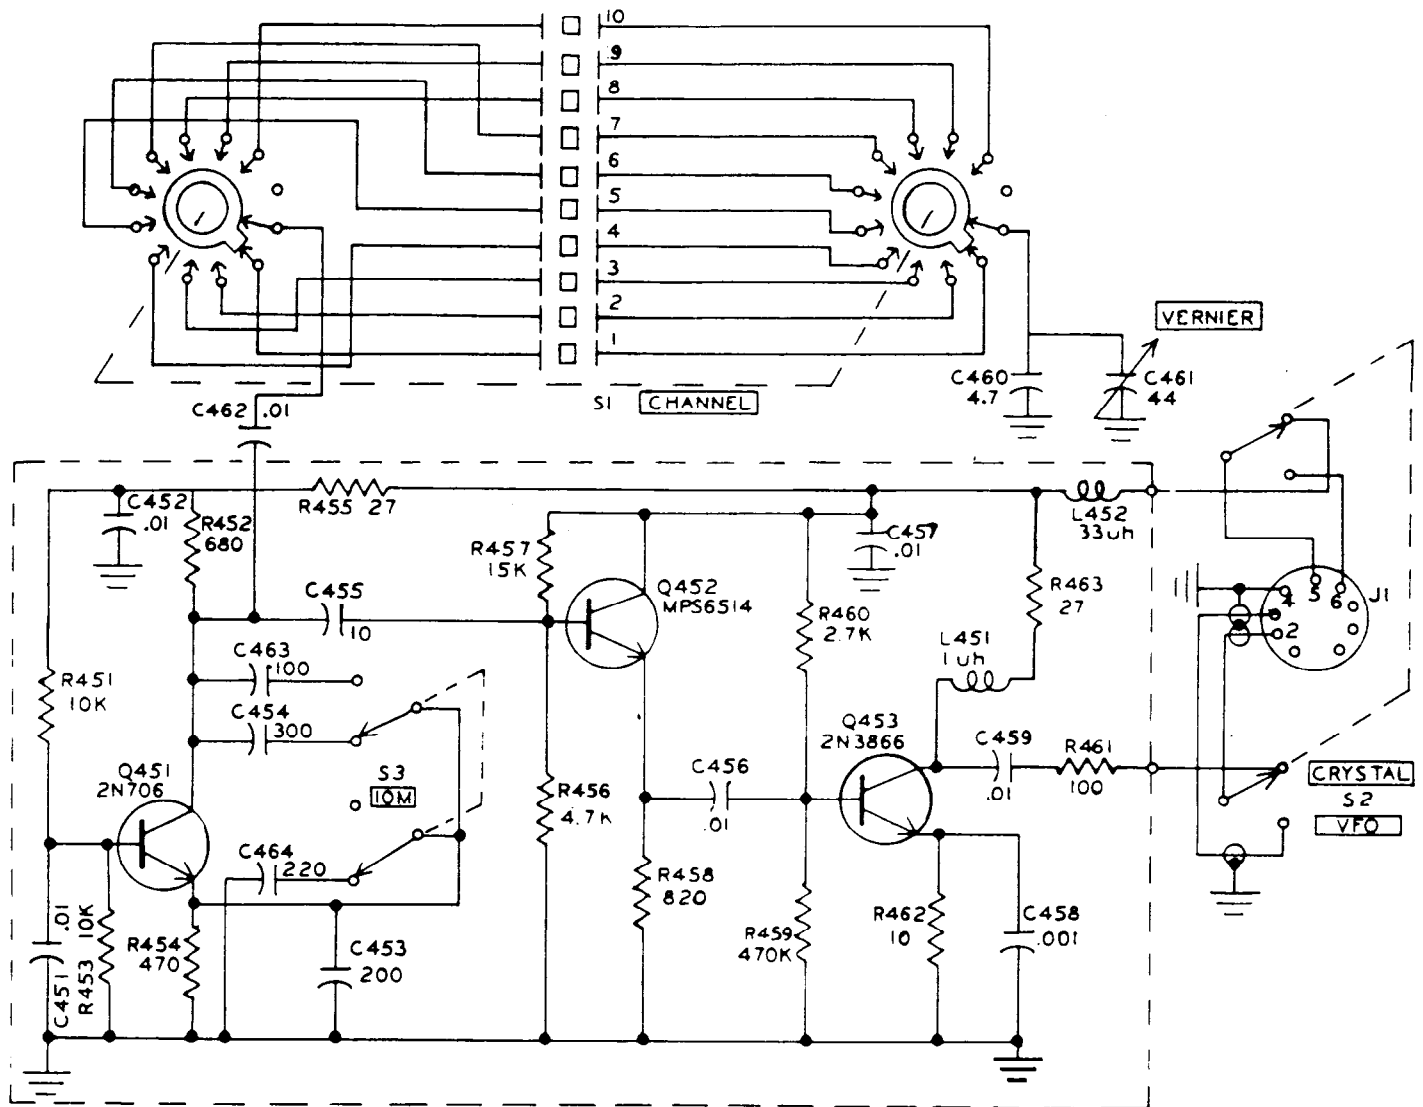 10
9
8
7
6
5
4
3
2
1
S1 CHANNEL
VERNIER
C460
4.7
C461
44
C462 .01
C452
.01
R452
680
R455 27
R457
15K
Q452
MPS6514
C457
.01
L452
33uh
R463
27
R460
2.7K
L451
1uh
C455
10
C463
100
C454
300
R451
10K
Q451
2N706
S3
10M
R456
4.7K
C456
.01
Q453
2N3866
C459
.01
R461
100
4
5
6
J1
2
CRYSTAL
S2
VFO
C464
220
R458
820
R459
470K
R462
10
C458
.001
R454
470
C453
200
.01
C451
10K
R453